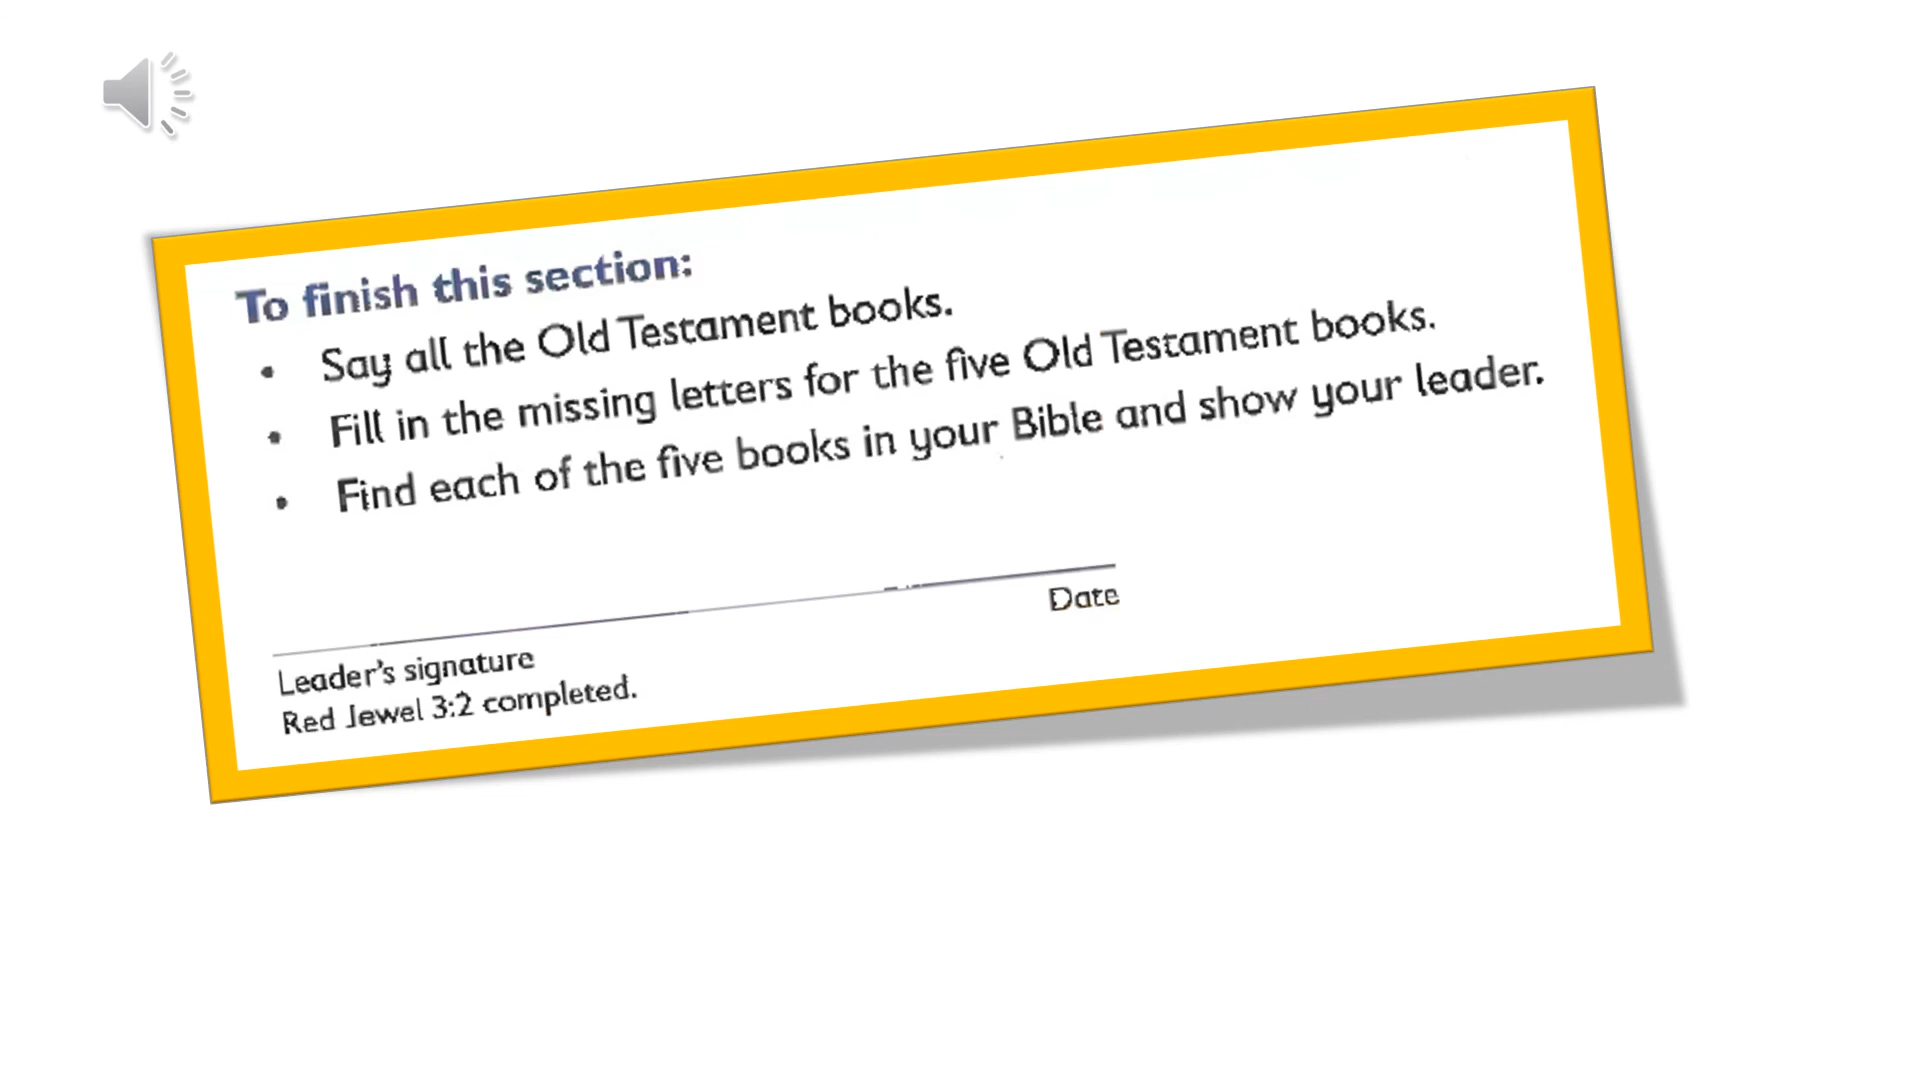 To finish this section:
• Say all the Old Testament books.
• Fill in the missing letters for the five Old Testament books.
• Find each of the five books in your Bible and show your leader.
Date
Leader's signature
Red Jewel 3:2 completed.